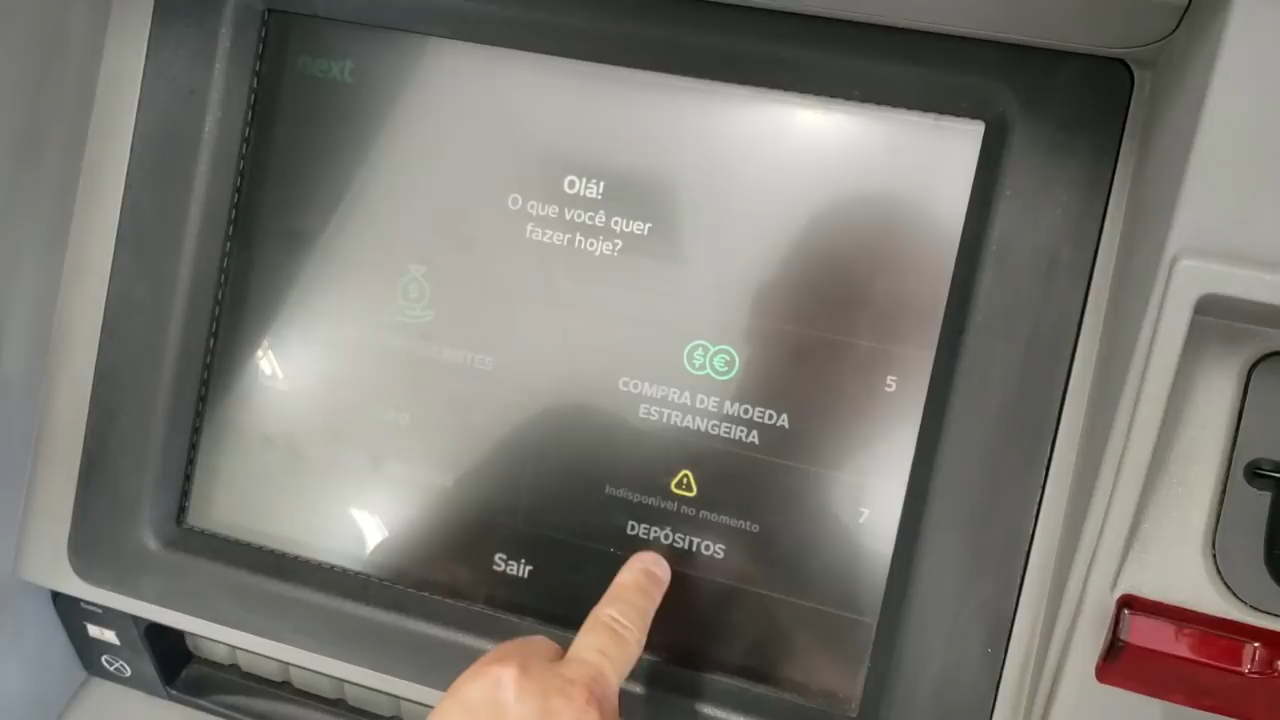 next
Olá!
O que você quer
fazer hoje?
5
COMPRA DE MOEDA
ESTRANGEIRA
7
Indisponível no momento
DEPÓSITOS
Sair